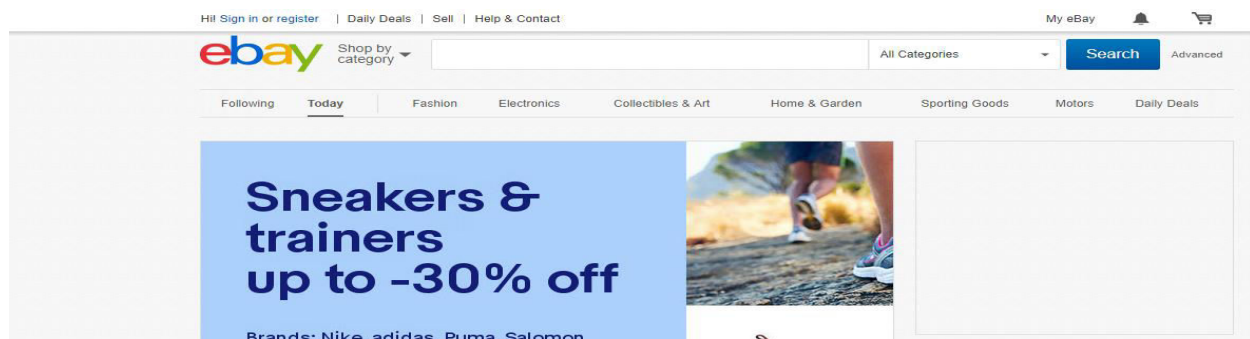 Hi! Sign in or register | Daily Deals | Sell | Help & Contact My eBay
ebay Shop by category All Categories Search Advanced
Following Today Fashion Electronics Collectibles & Art Home & Garden Sporting Goods Motors Daily Deals
Sneakers &
trainers
up to -30% off
Brands: Nike, adidas, Puma, Salomon